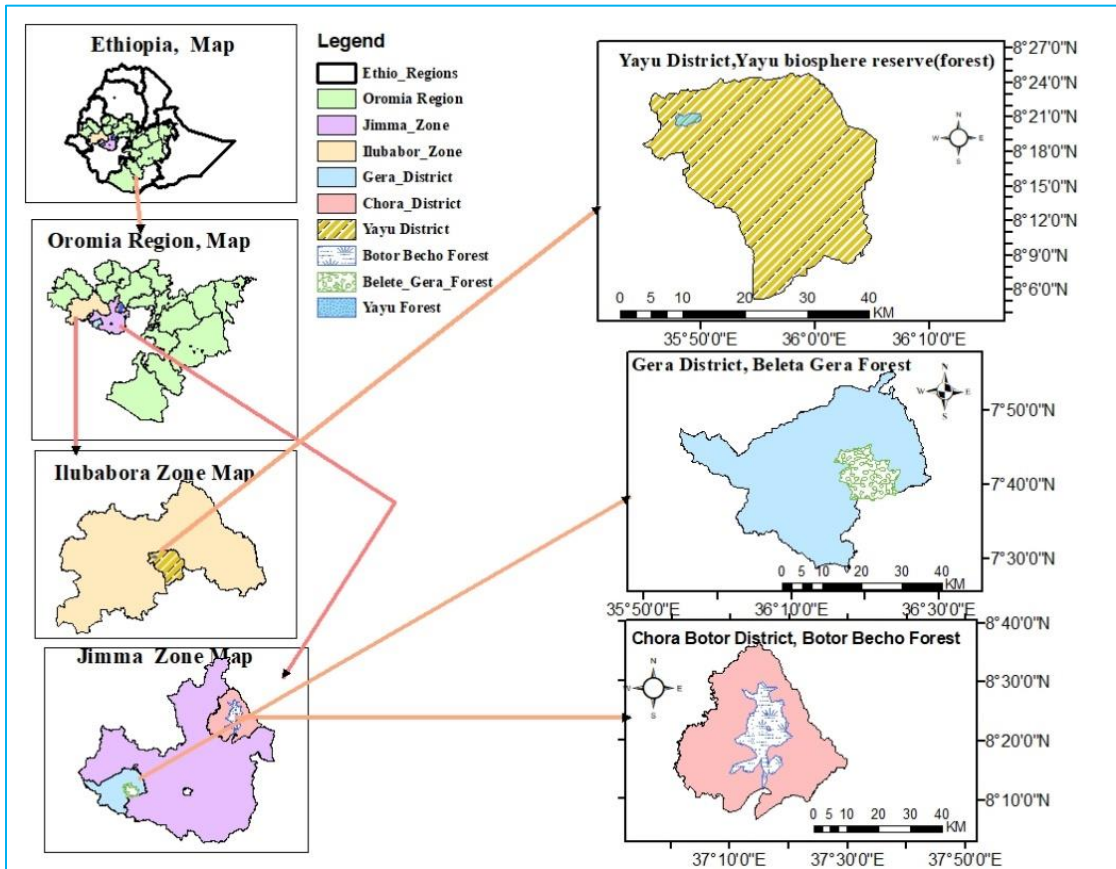 Ethiopia, Map
Oromia Region, Map
Ilubabora Zone Map
Jimma Zone Map
Legend
Ethio_Regions
Oromia Region
Jimma_Zone
Ilubabor_Zone
Gera_District
Chora_District
Yayu District
Botor Becho Forest
Belete_Gera_Forest
Yayu Forest
Yayu District,Yayu biosphere reserve(forest)
N
W E
S
8°27'0"N
8°24'0"N
8°21'0"N
8°18'0"N
8°15'0"N
8°12'0"N
8°9'0"N
8°6'0"N
0 5 10 20 30 40
KM
35°50'0"E 36°0'0"E 36°10'0"E
Gera District, Beleta Gera Forest
N
W E
S
7°50'0"N
7°40'0"N
7°30'0"N
0 5 10 20 30 40
KM
35°50'0"E 36°10'0"E 36°30'0"E
Chora Botor District, Botor Becho Forest
N
W E
S
8°40'0"N
8°30'0"N
8°20'0"N
8°10'0"N
0 5 10 20 30 40
KM
37°10'0"E 37°30'0"E 37°50'0"E